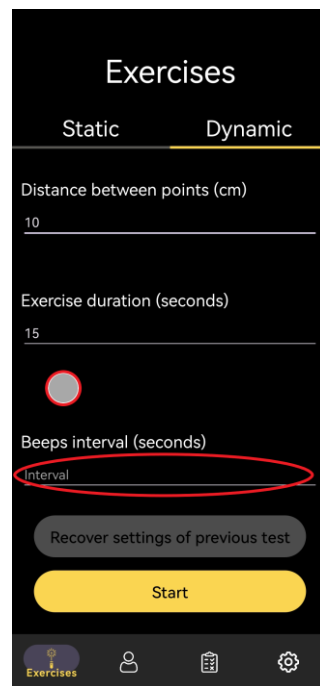 Exercises
Static Dynamic
Distance between points (cm)
10
Exercise duration (seconds)
15
Beeps interval (seconds)
Interval
Recover settings of previous test
Start
Exercises